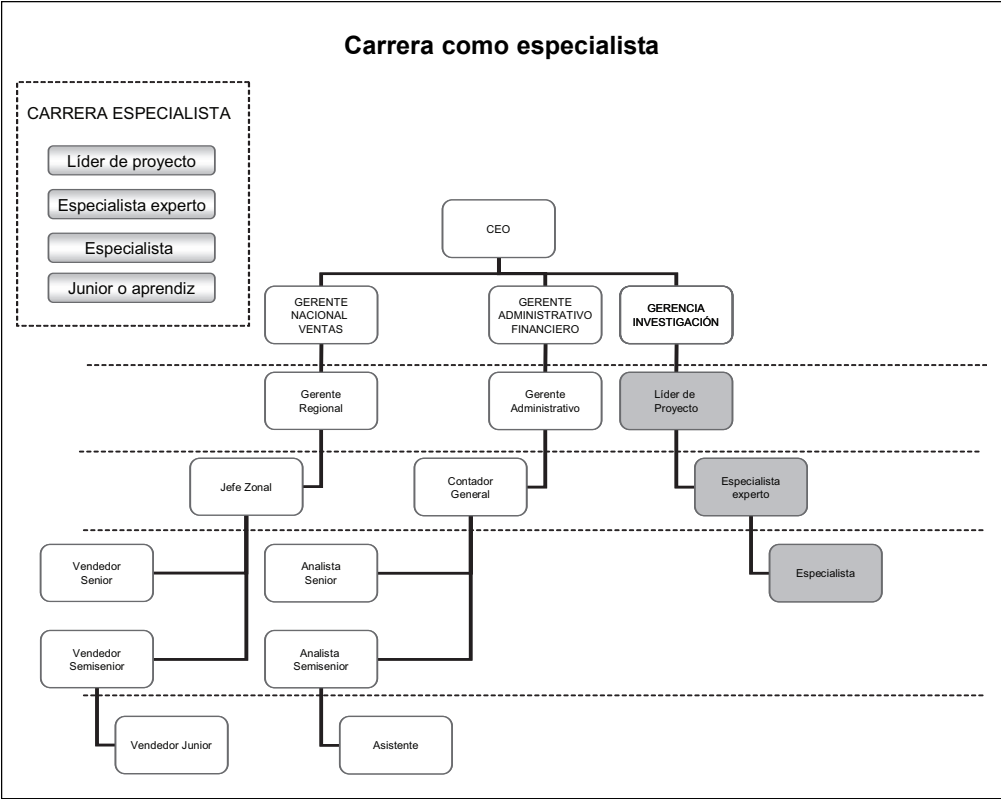 Carrera como especialista
CARRERA ESPECIALISTA
Líder de proyecto
Especialista experto
Especialista
Junior o aprendiz
CEO
GERENTE
NACIONAL
VENTAS
GERENTE
ADMINISTRATIVO
FINANCIERO
GERENCIA
INVESTIGACIÓN
Gerente
Regional
Gerente
Administrativo
Líder de
Proyecto
Jefe Zonal
Contador
General
Especialista
experto
Vendedor
Senior
Analista
Senior
Especialista
Vendedor
Semisenior
Analista
Semisenior
Vendedor Junior
Asistente